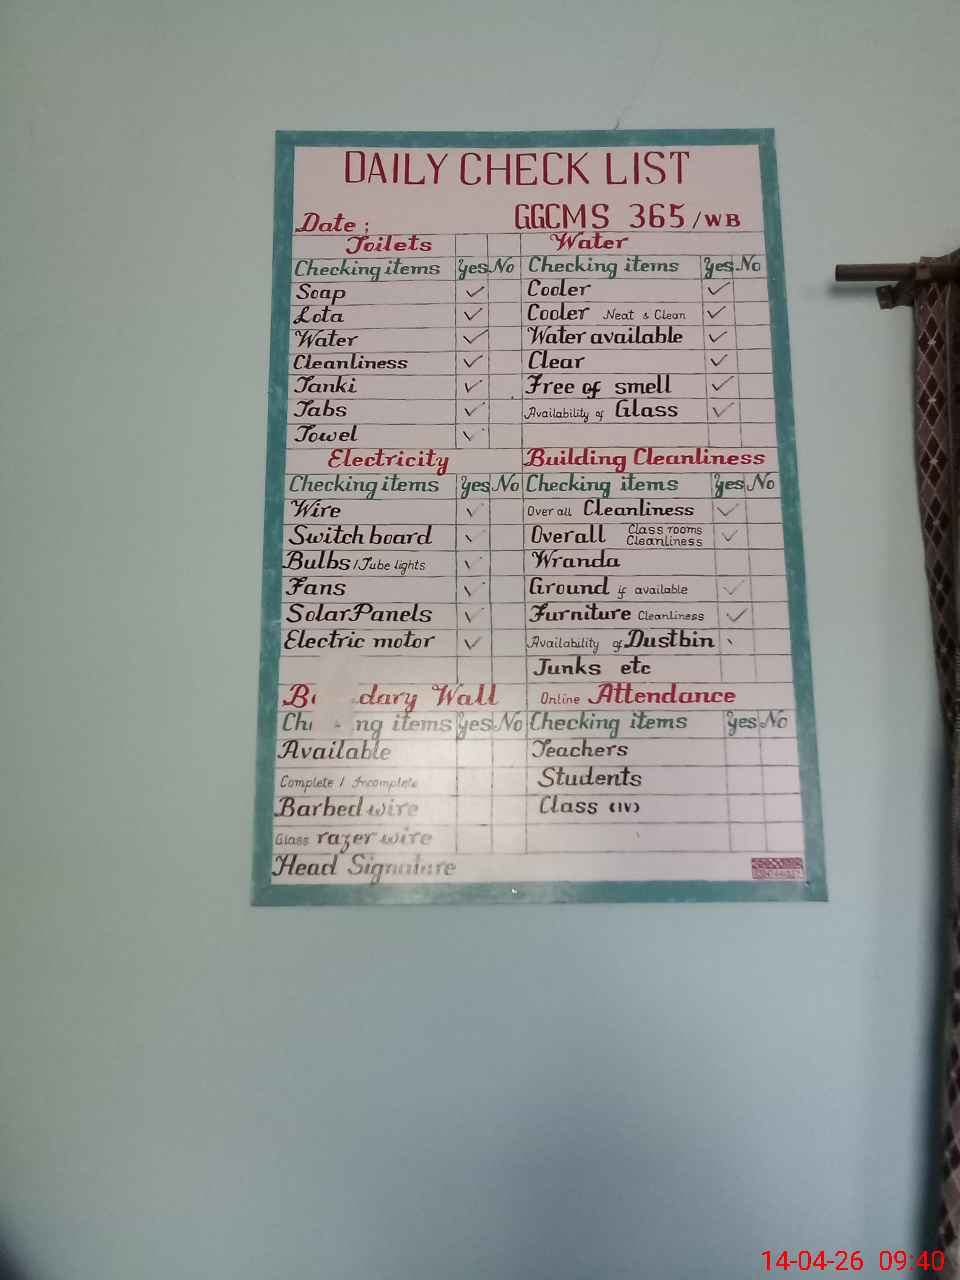 DAILY CHECK LIST
Date ; GGCMS 365/WB
Toilets Water
Checking items Yes No Checking items Yes No
Soap ✓ Cooler ✓
Lota ✓ Cooler Neat & Clean ✓
Water ✓ Water available ✓
Cleanliness ✓ Clear ✓
Tanki ✓ Free of smell ✓
Tabs ✓ Availability of Glass ✓
Towel ✓
Electricity Building Cleanliness
Checking items Yes No Checking items Yes No
Wire ✓ Over all Cleanliness ✓
Switch board ✓ Overall Class rooms Cleanliness ✓
Bulbs/Tube lights ✓ Wranda
Fans ✓ Ground if available ✓
Solar Panels ✓ Furniture Cleanliness ✓
Electric motor ✓ Availability of Dustbin
Junks etc
Wall Online Attendance
items Yes No Checking items Yes No
Available Teachers
Complete / Incomplete Students
Barbed wire Class (IV)
Glass razer wire
Head Signature
14-04-26 09:40